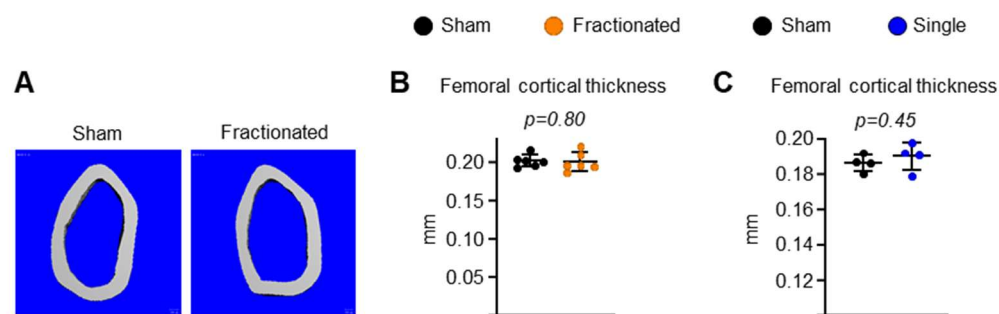 Sham Fractionated Sham Single
A
Sham Fractionated
B Femoral cortical thickness
p=0.80
mm
0.20
0.15
0.10
0.05
C Femoral cortical thickness
p=0.45
mm
0.20
0.18
0.16
0.14
0.12